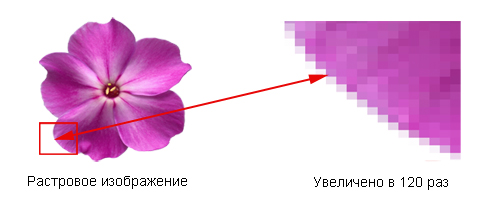 Растровое изображение
Увеличено в 120 раз